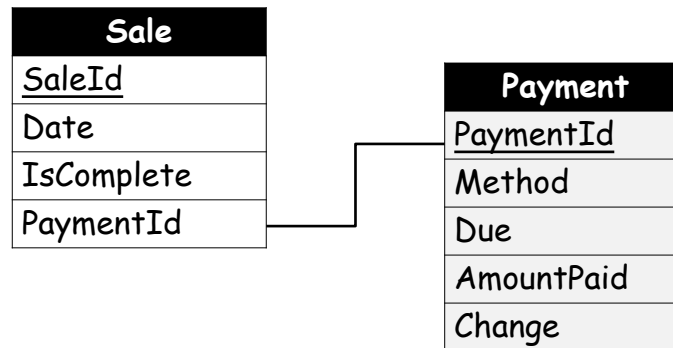 Sale
SaleId
Date
IsComplete
PaymentId
Payment
PaymentId
Method
Due
AmountPaid
Change